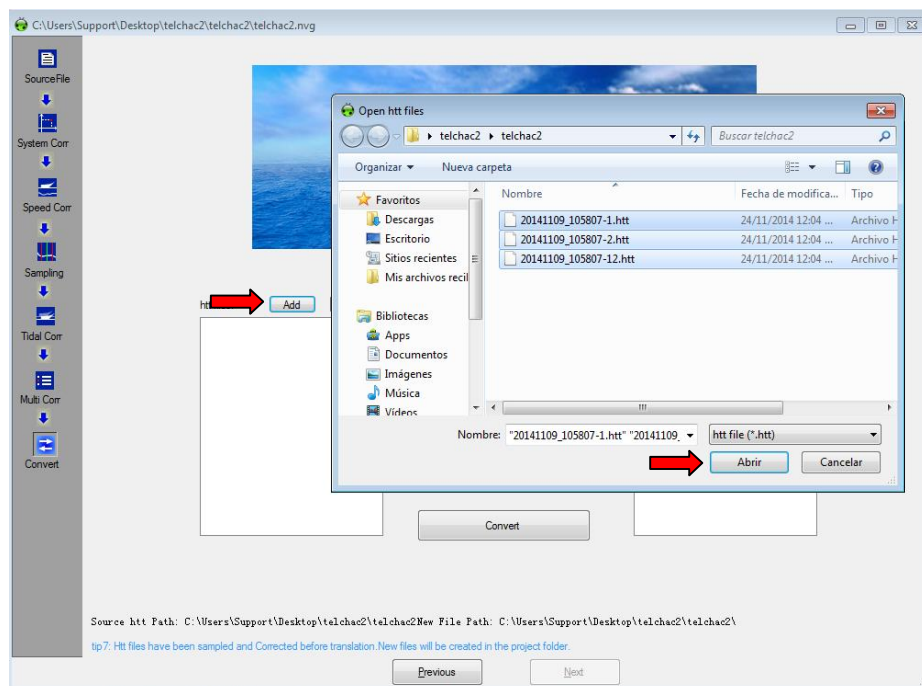 C:\Users\Support\Desktop\telchac2\telchac2\telchac2.nvg
SourceFile
System Corr
Speed Corr
Sampling
Tidal Corr
Multi Corr
Convert
Open htt files
telchac2 telchac2
Buscar telchac2
Organizar
Nueva carpeta
Favoritos
Descargas
Escritorio
Sitios recientes
Mis archivos recil
Bibliotecas
Apps
Documentos
Imágenes
Música
Vídeos
Nombre Fecha de modifica... Tipo
20141109_105807-1.htt 24/11/2014 12:04 ... Archivo H
20141109_105807-2.htt 24/11/2014 12:04 ... Archivo H
20141109_105807-12.htt 24/11/2014 12:04 ... Archivo H
Nombre: "20141109_105807-1.htt" "20141109_ htt file (*.htt)
Abrir Cancelar
Add
Convert
Source htt Path: C:\Users\Support\Desktop\telchac2\telchac2New File Path: C:\Users\Support\Desktop\telchac2\telchac2\
tip7: Htt files have been sampled and Corrected before translation.New files will be created in the project folder.
Previous Next